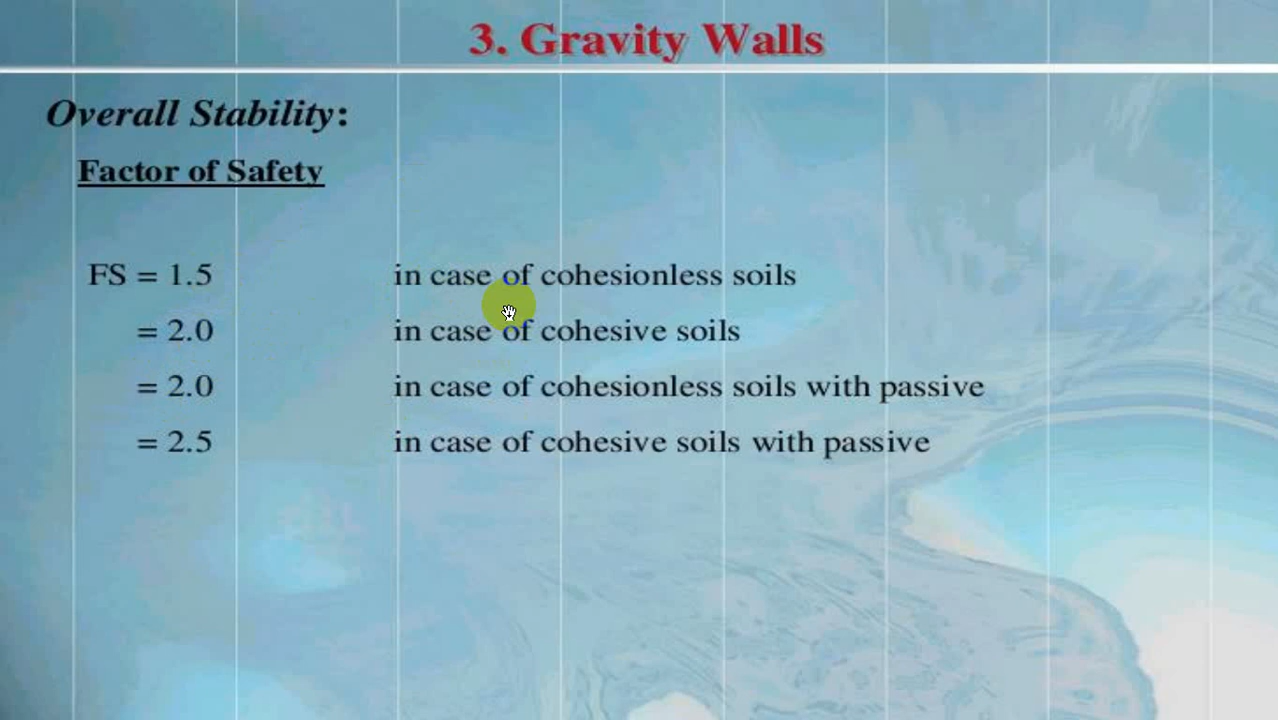 3. Gravity Walls
Overall Stability:
Factor of Safety
FS = 1.5 in case of cohesionless soils
= 2.0 in case of cohesive soils
= 2.0 in case of cohesionless soils with passive
= 2.5 in case of cohesive soils with passive